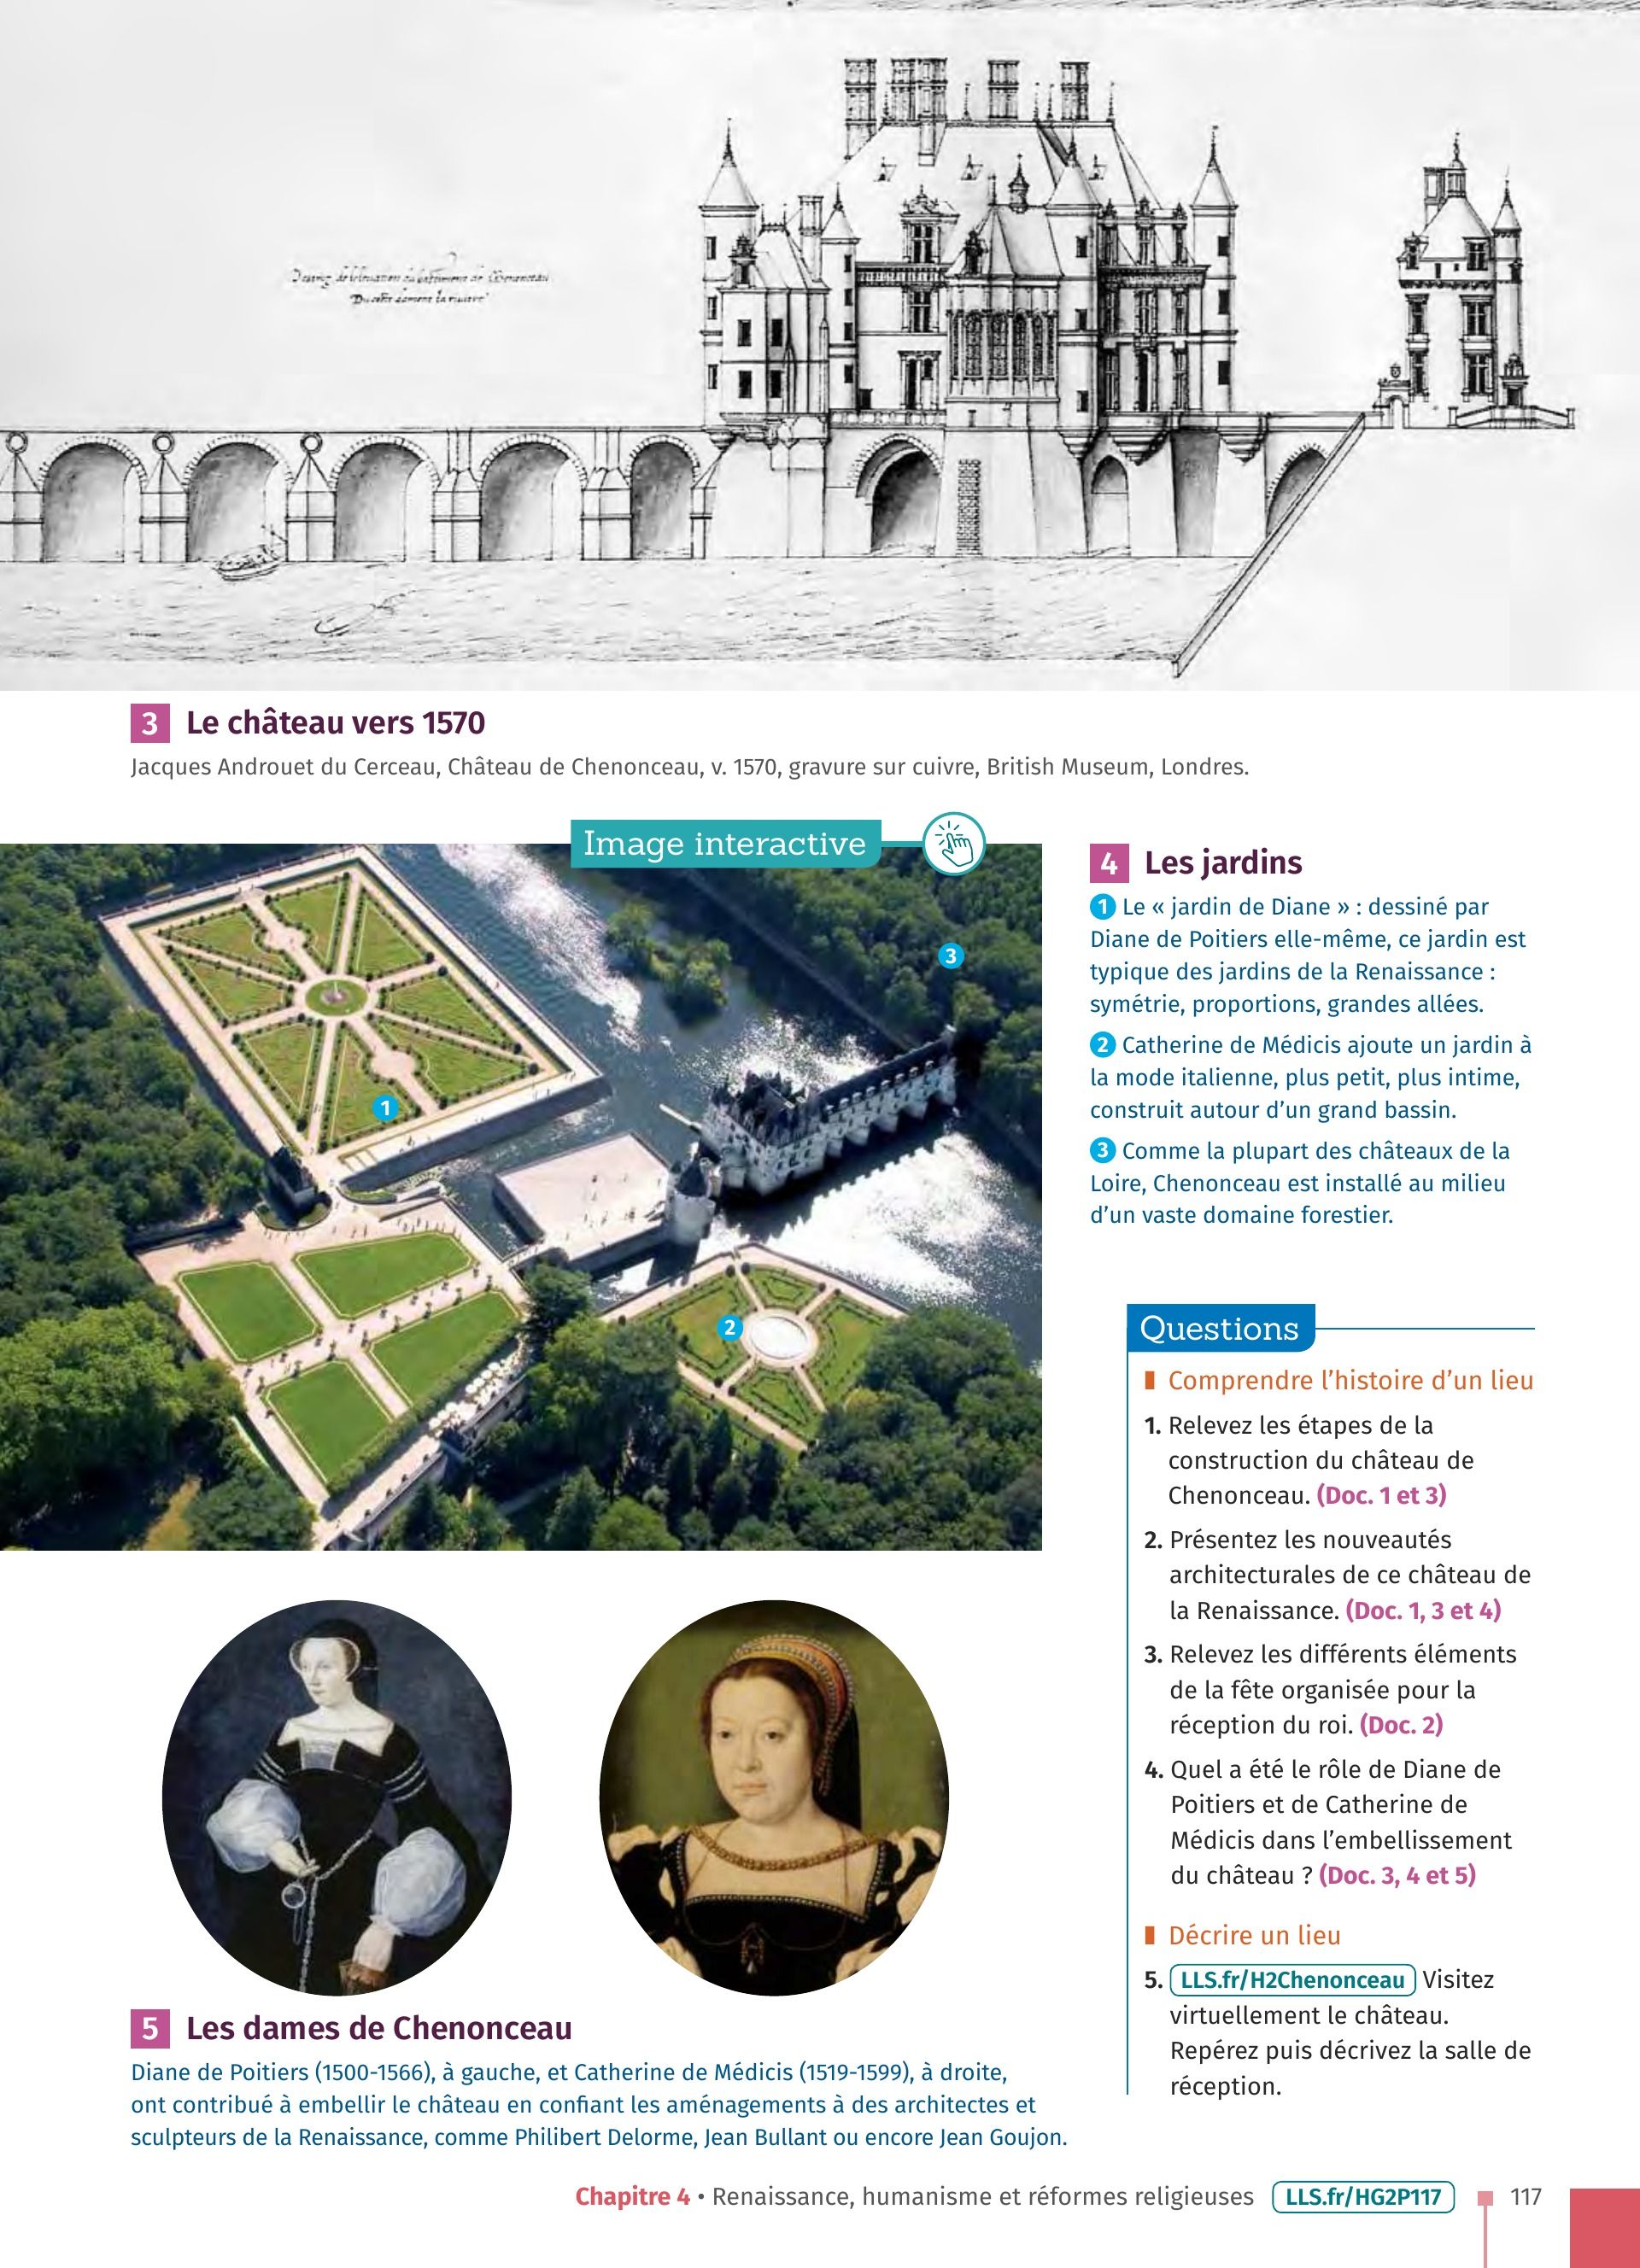 3 Le château vers 1570
Jacques Androuet du Cerceau, Château de Chenonceau, v. 1570, gravure sur cuivre, British Museum, Londres.
Image interactive
3
1
2
4 Les jardins
1 Le « jardin de Diane » : dessiné par
Diane de Poitiers elle-même, ce jardin est
typique des jardins de la Renaissance :
symétrie, proportions, grandes allées.
2 Catherine de Médicis ajoute un jardin à
la mode italienne, plus petit, plus intime,
construit autour d'un grand bassin.
3 Comme la plupart des châteaux de la
Loire, Chenonceau est installé au milieu
d'un vaste domaine forestier.
Questions
Comprendre l'histoire d'un lieu
1. Relevez les étapes de la
construction du château de
Chenonceau. (Doc. 1 et 3)
2. Présentez les nouveautés
architecturales de ce château de
la Renaissance. (Doc. 1, 3 et 4)
3. Relevez les différents éléments
de la fête organisée pour la
réception du roi. (Doc. 2)
4. Quel a été le rôle de Diane de
Poitiers et de Catherine de
Médicis dans l'embellissement
du château ? (Doc. 3, 4 et 5)
Décrire un lieu
5. LLS.fr/H2Chenonceau Visitez
virtuellement le château.
Repérez puis décrivez la salle de
réception.
5 Les dames de Chenonceau
Diane de Poitiers (1500-1566), à gauche, et Catherine de Médicis (1519-1599), à droite,
ont contribué à embellir le château en confiant les aménagements à des architectes et
sculpteurs de la Renaissance, comme Philibert Delorme, Jean Bullant ou encore Jean Goujon.
Chapitre 4 • Renaissance, humanisme et réformes religieuses LLS.fr/HG2P117 117